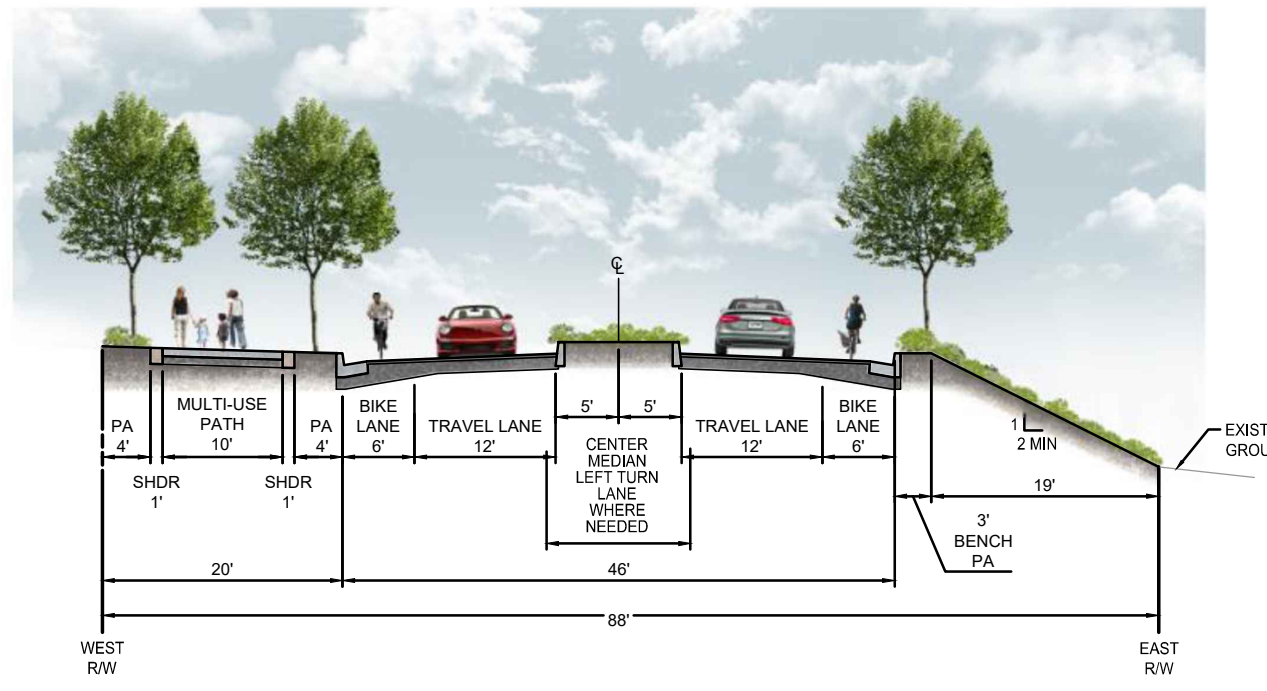 ℄
PA
4'
SHDR
1'
MULTI-USE
PATH
10'
SHDR
1'
PA
4'
BIKE
LANE
6'
TRAVEL LANE
12'
5'
5'
CENTER
MEDIAN
LEFT TURN
LANE
WHERE
NEEDED
TRAVEL LANE
12'
BIKE
LANE
6'
1
2 MIN
EXIST
GROU
3'
BENCH
PA
19'
20'
46'
88'
WEST
R/W
EAST
R/W